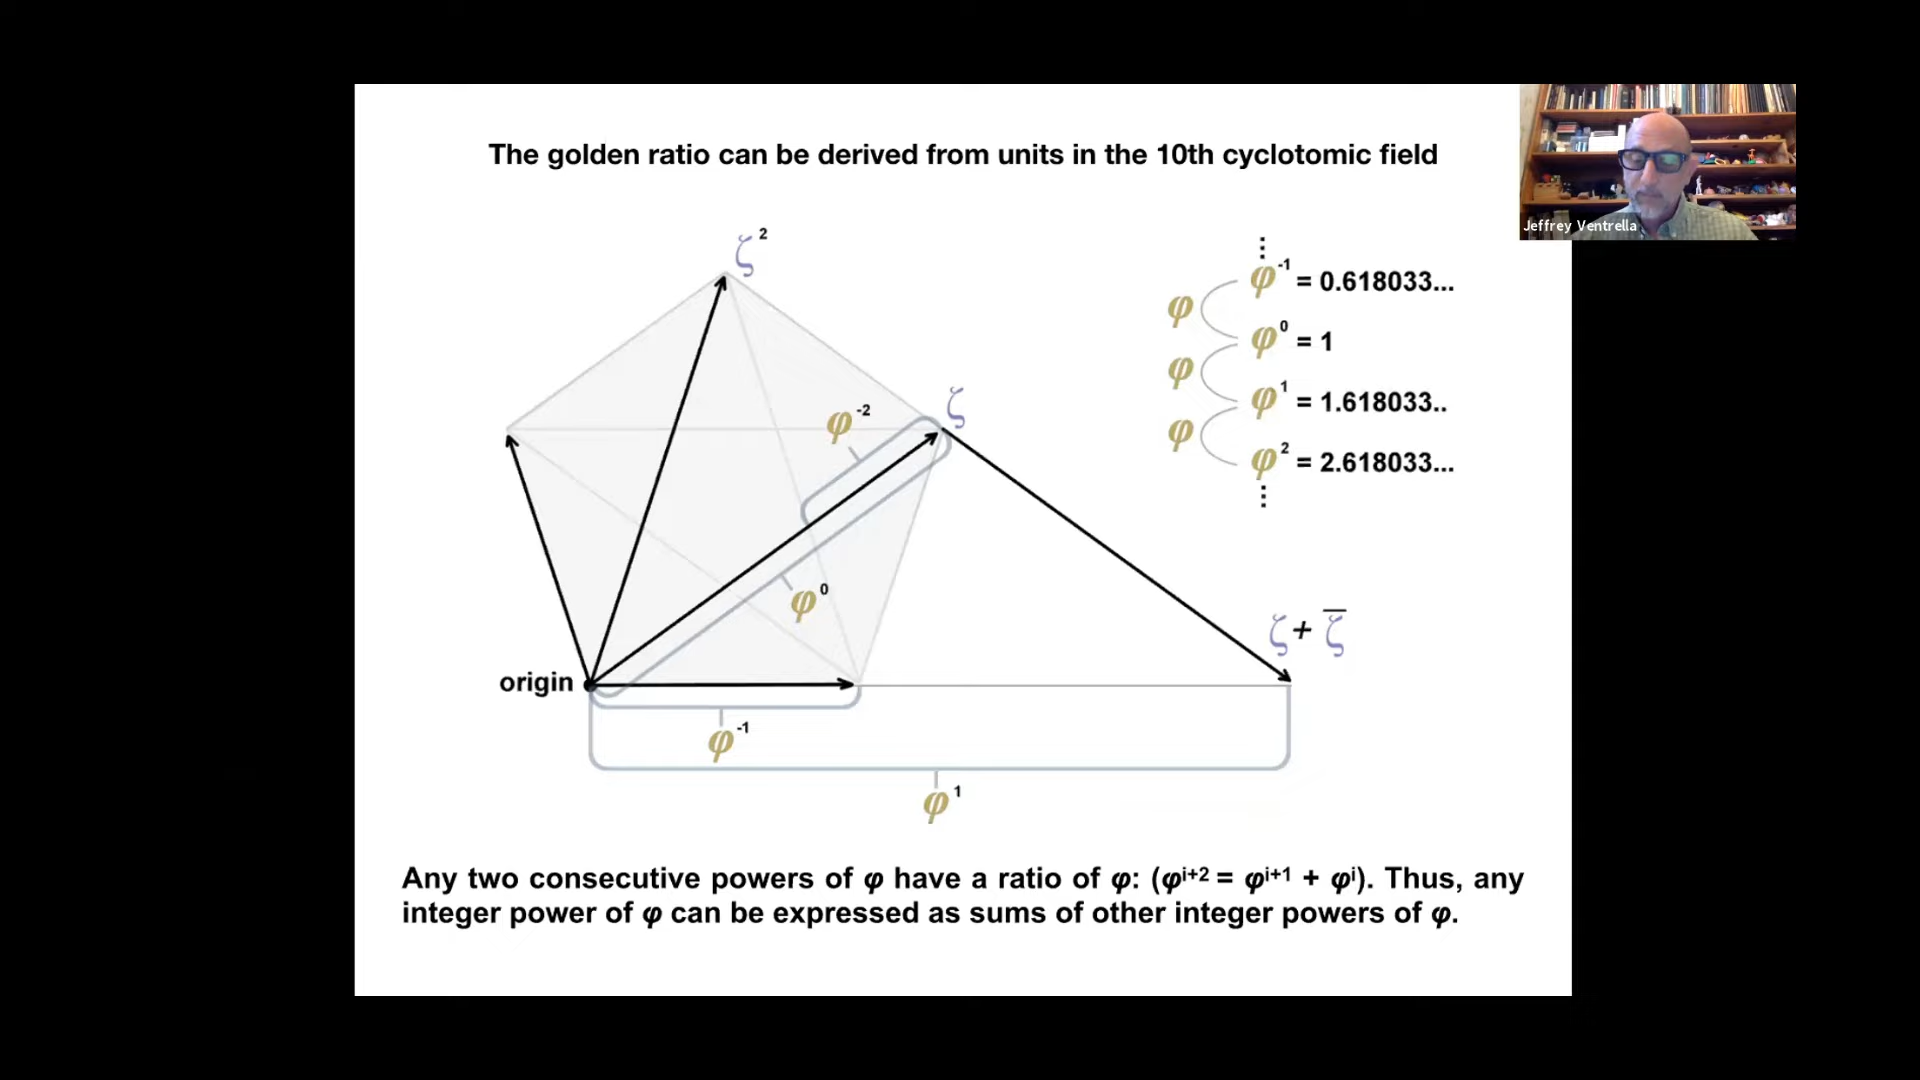 The golden ratio can be derived from units in the 10th cyclotomic field
Jeffrey Ventrella
ζ²
⋮
φ⁻¹ = 0.618033...
φ
φ⁰ = 1
φ
φ¹ = 1.618033..
φ
φ² = 2.618033...
⋮
ζ
φ⁻²
φ⁰
ζ + ζ̅
origin
φ⁻¹
φ¹
Any two consecutive powers of φ have a ratio of φ: (φⁱ⁺² = φⁱ⁺¹ + φⁱ). Thus, any
integer power of φ can be expressed as sums of other integer powers of φ.